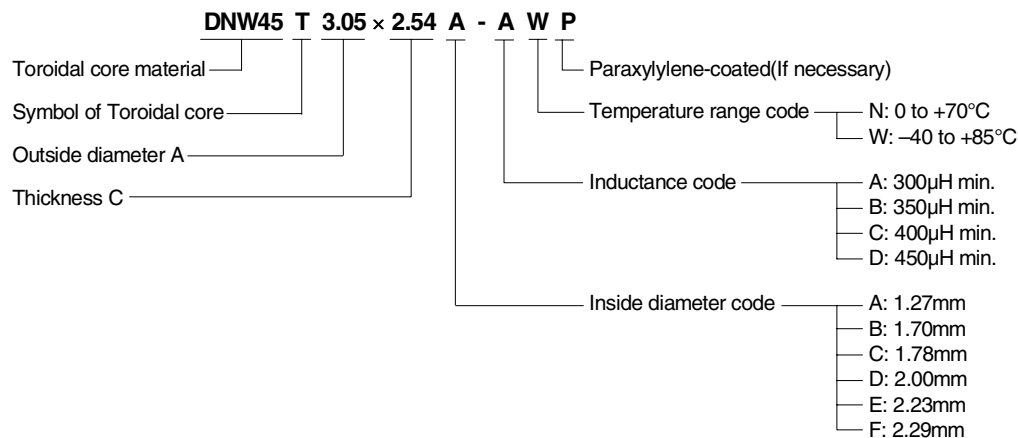 DNW45 T 3.05 × 2.54 A - A W P
Toroidal core material
Paraxylylene-coated(If necessary)
Symbol of Toroidal core
Temperature range code
N: 0 to +70°C
W: –40 to +85°C
Outside diameter A
Thickness C
Inductance code
A: 300µH min.
B: 350µH min.
C: 400µH min.
D: 450µH min.
Inside diameter code
A: 1.27mm
B: 1.70mm
C: 1.78mm
D: 2.00mm
E: 2.23mm
F: 2.29mm